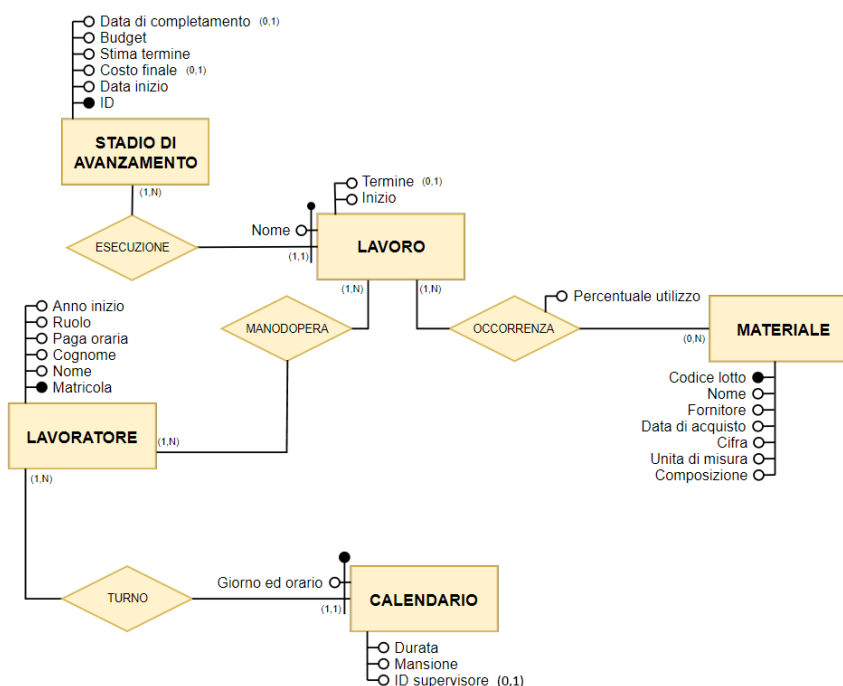 Data di completamento (0,1)
Budget
Stima termine
Costo finale (0,1)
Data inizio
ID
STADIO DI
AVANZAMENTO
(1,N)
ESECUZIONE
Termine (0,1)
Inizio
Nome
LAVORO
(1,1)
(1,N)
(1,N)
MANODOPERA
OCCORRENZA
Percentuale utilizzo
MATERIALE
(0,N)
Codice lotto
Nome
Fornitore
Data di acquisto
Cifra
Unita di misura
Composizione
Anno inizio
Ruolo
Paga oraria
Cognome
Nome
Matricola
LAVORATORE
(1,N)
(1,N)
TURNO
Giorno ed orario
(1,1)
CALENDARIO
Durata
Mansione
ID supervisore (0,1)